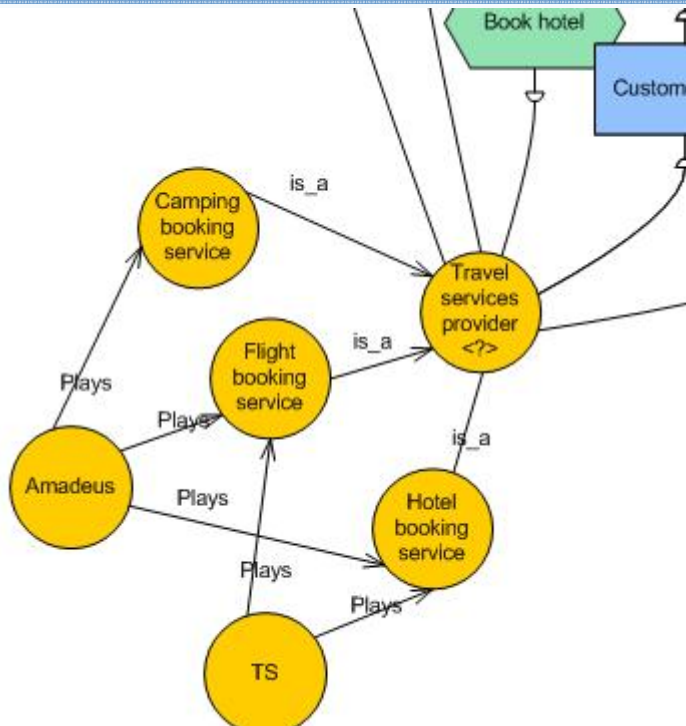 Book hotel
Custom
is_a
Camping
booking
service
Travel
services
provider
<?>
is_a
Flight
booking
service
Plays
Plays
is_a
Amadeus
Plays
Hotel
booking
service
Plays
Plays
TS